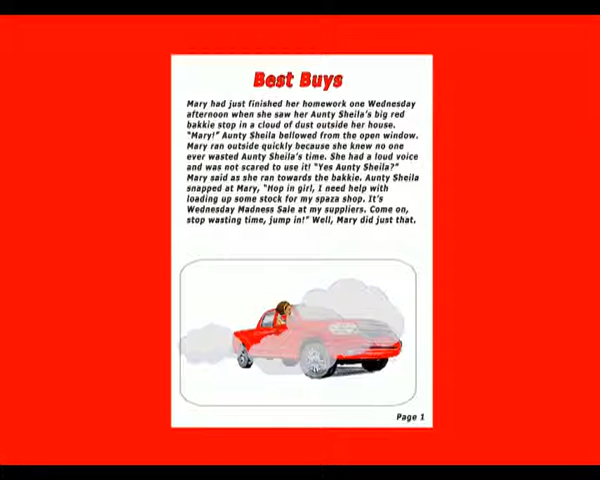 Best Buys
Mary had just finished her homework one Wednesday
afternoon when she saw her Aunty Sheila's big red
bakkie stop in a cloud of dust outside her house.
"Mary!" Aunty Sheila bellowed from the open window.
Mary ran outside quickly because she knew no one
ever wasted Aunty Sheila's time. She had a loud voice
and was not scared to use it! "Yes Aunty Sheila?"
Mary said as she ran towards the bakkie. Aunty Sheila
snapped at Mary, "Hop in girl, I need help with
loading up some stock for my spaza shop. It's
Wednesday Madness Sale at my suppliers. Come on,
stop wasting time, jump in!" Well, Mary did just that.
Page 1